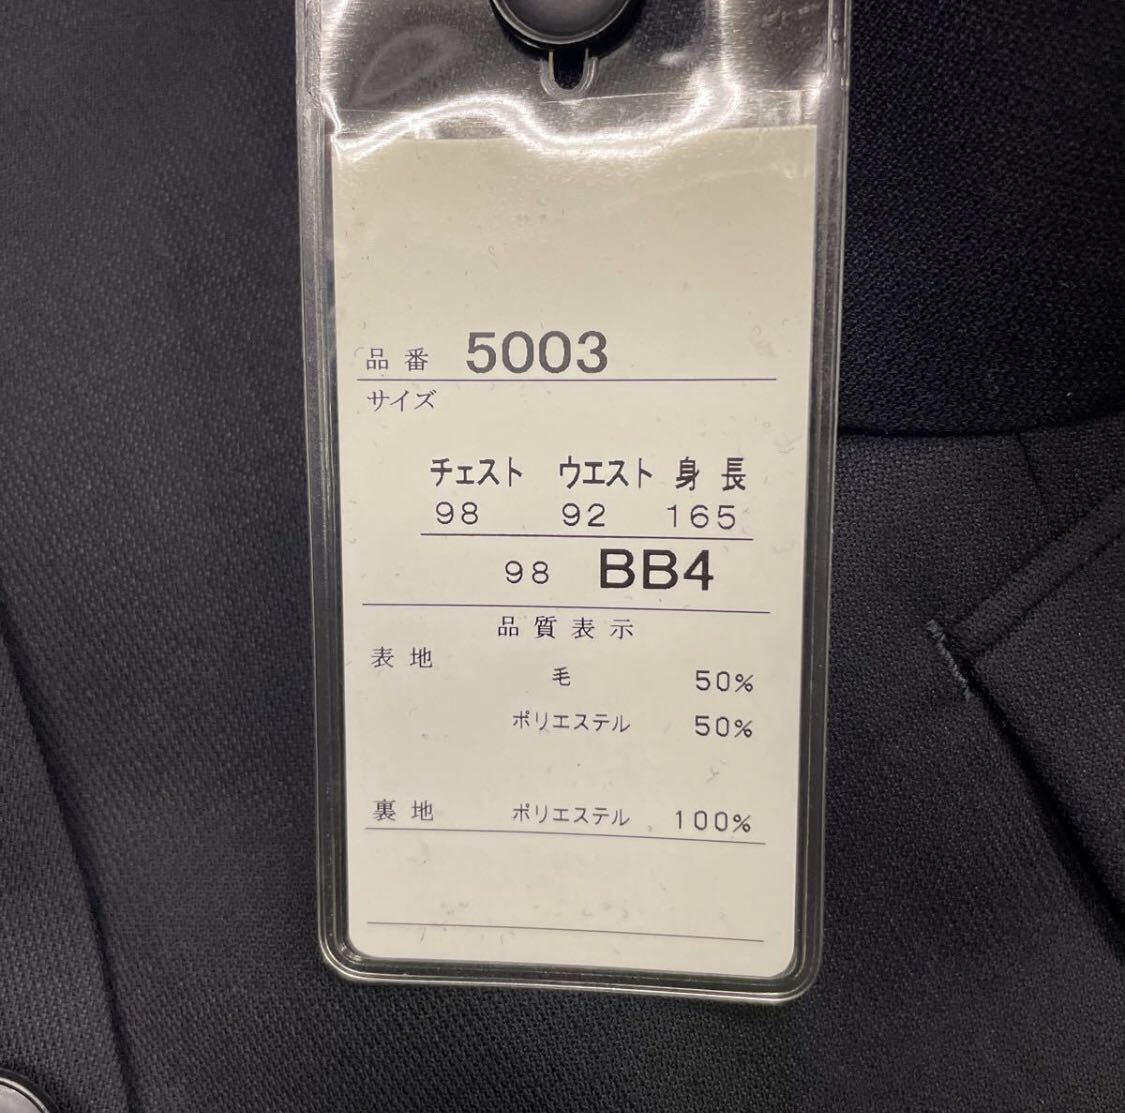 品番 5003
サイズ
チェスト ウエスト 身長
98 92 165
98 BB4
品質表示
表地
毛 50%
ポリエステル 50%
裏地 ポリエステル 100%